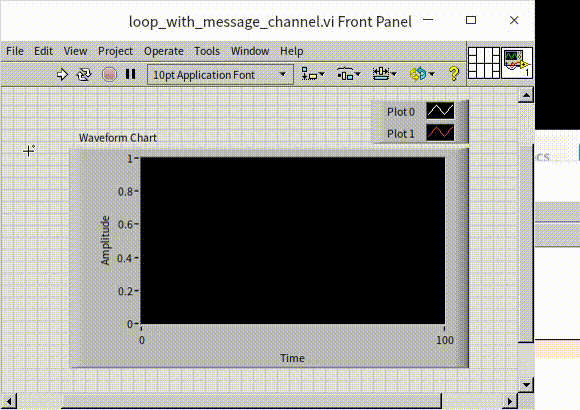 loop_with_message_channel.vi Front Panel
File Edit View Project Operate Tools Window Help
10pt Application Font
1
Plot 0
Plot 1
Waveform Chart
cs
1
0.8
0.6
0.4
0.2
0
Amplitude
0
100
Time